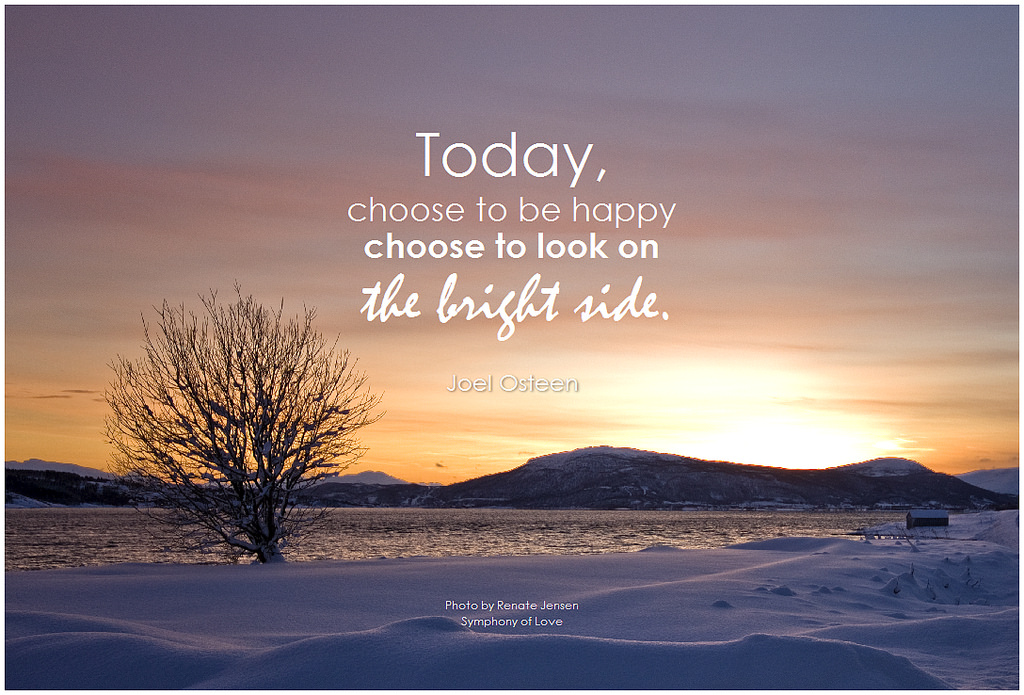 Today,
choose to be happy
choose to look on
the bright side.
Joel Osteen
Photo by Renate Jensen
Symphony of Love